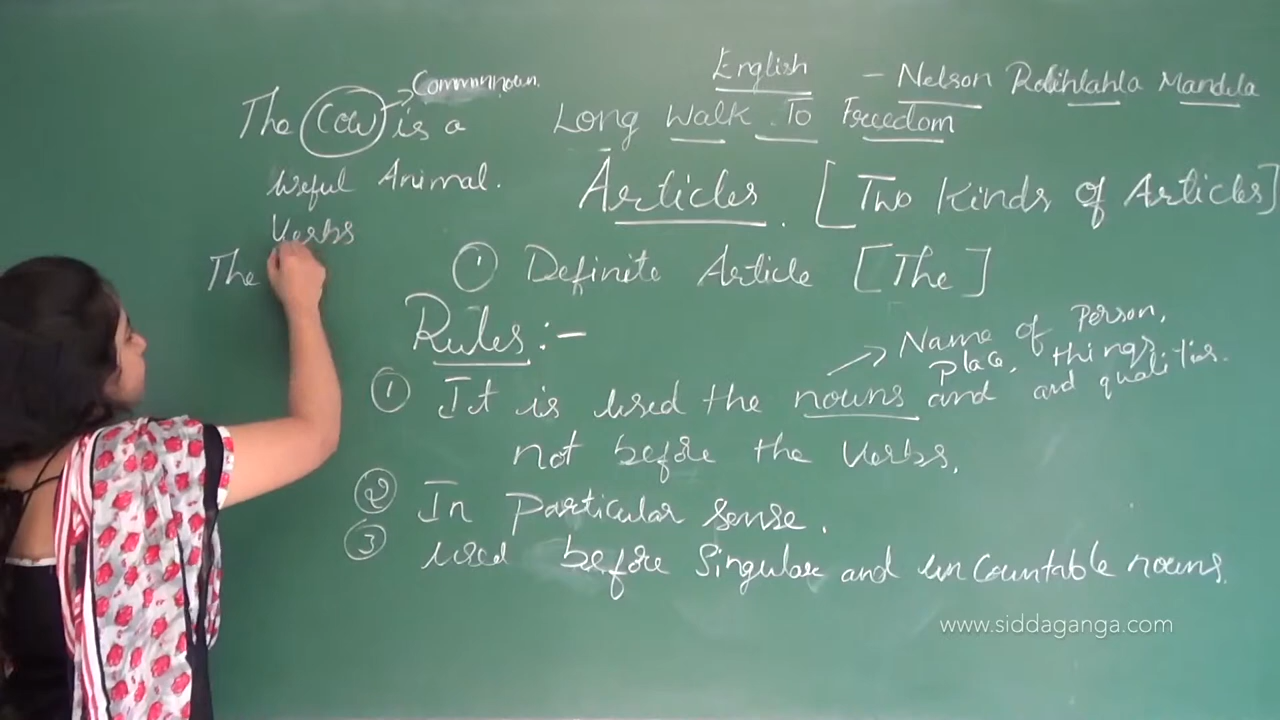 English - Nelson Rolihlahla Mandela
Long Walk To Freedom
Articles. [Two Kinds of Articles]
The Cow is a
Common noun.
Useful Animal.
Verbs
The
1 Definite Article [The]
Rules:-
1 It is used the nouns and
Name of Person,
Place, things
and qualities.
not before the Verbs.
2 In Particular sense.
3 used before Singular and uncountable nouns.
www.siddaganga.com